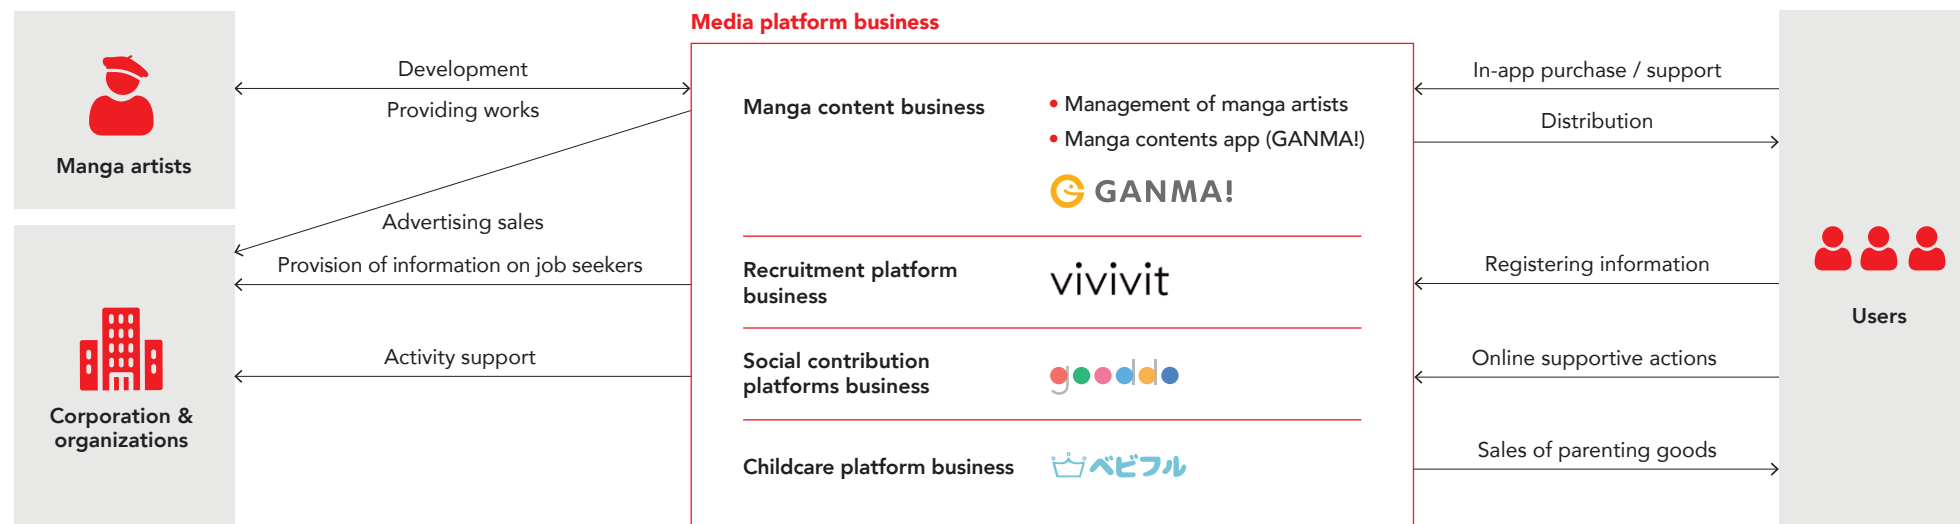 Media platform business
Manga artists
Corporation &
organizations
Development
Providing works
Advertising sales
Provision of information on job seekers
Activity support
Manga content business
• Management of manga artists
• Manga contents app (GANMA!)
GANMA!
Recruitment platform
business
vivivit
Social contribution
platforms business
gooddo
Childcare platform business
ベビフル
In-app purchase / support
Distribution
Registering information
Online supportive actions
Sales of parenting goods
Users